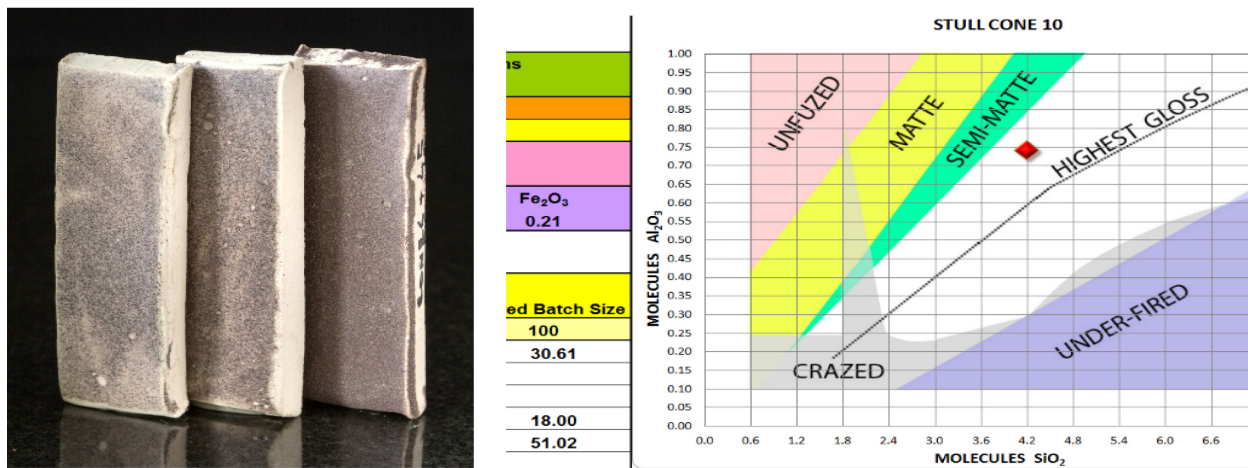 ns
Fe₂O₃
0.21
ed Batch Size
100
30.61
18.00
51.02
STULL CONE 10
MOLECULES Al₂O₃
1.00
0.95
0.90
0.85
0.80
0.75
0.70
0.65
0.60
0.55
0.50
0.45
0.40
0.35
0.30
0.25
0.20
0.15
0.10
0.05
0.00
UNFUZED
MATTE
SEMI-MATTE
HIGHEST GLOSS
CRAZED
UNDER-FIRED
0.0 0.6 1.2 1.8 2.4 3.0 3.6 4.2 4.8 5.4 6.0 6.6
MOLECULES SiO₂